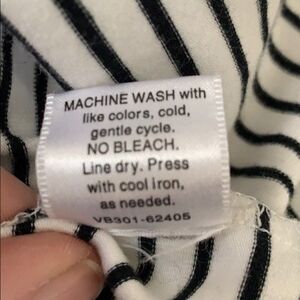 MACHINE WASH with
like colors, cold,
gentle cycle.
NO BLEACH.
Line dry. Press
with cool iron,
as needed.
VB301-62405